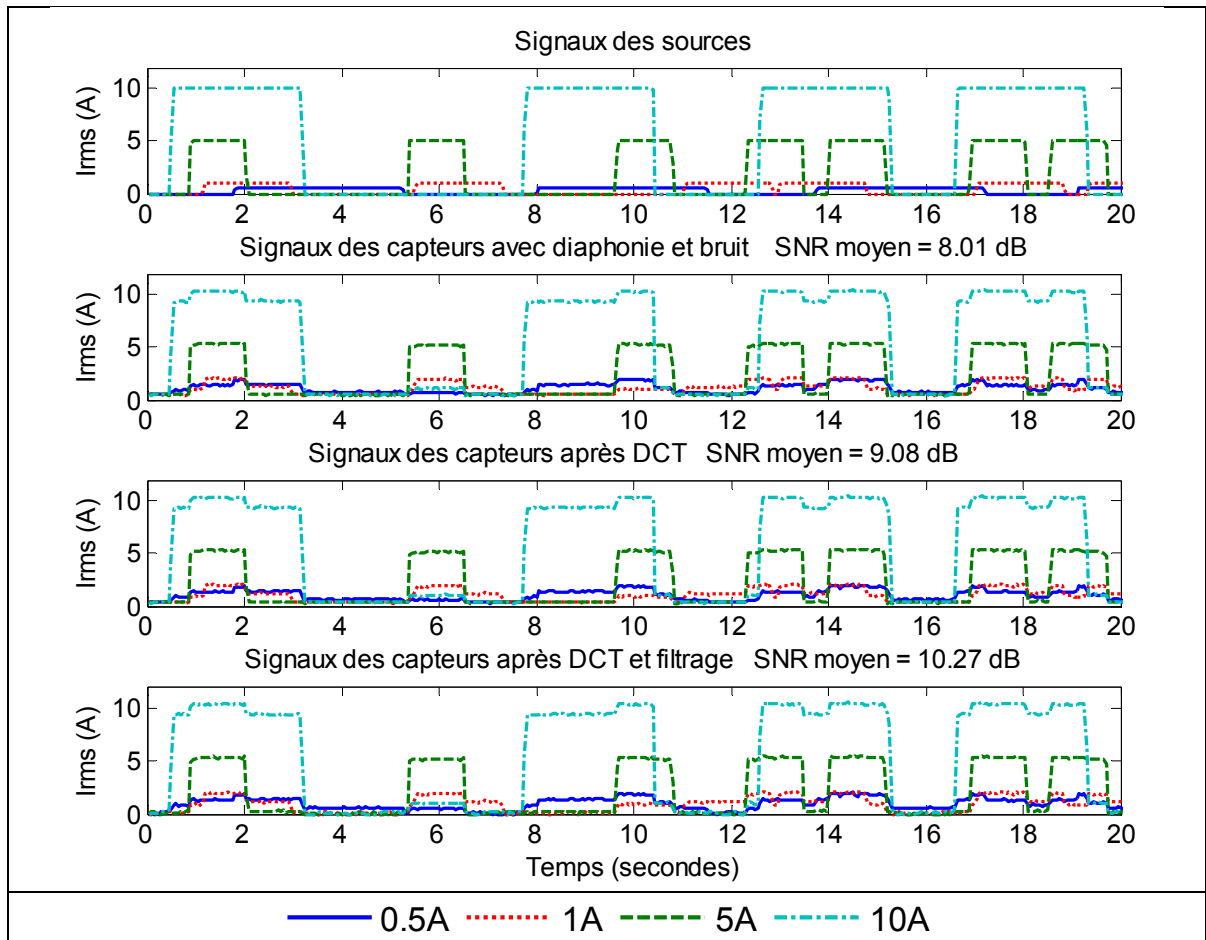 Signaux des sources
Irms (A)
10
5
0
0 2 4 6 8 10 12 14 16 18 20
Signaux des capteurs avec diaphonie et bruit SNR moyen = 8.01 dB
Irms (A)
10
5
0
0 2 4 6 8 10 12 14 16 18 20
Signaux des capteurs après DCT SNR moyen = 9.08 dB
Irms (A)
10
5
0
0 2 4 6 8 10 12 14 16 18 20
Signaux des capteurs après DCT et filtrage SNR moyen = 10.27 dB
Irms (A)
10
5
0
0 2 4 6 8 10 12 14 16 18 20
Temps (secondes)
0.5A 1A 5A 10A